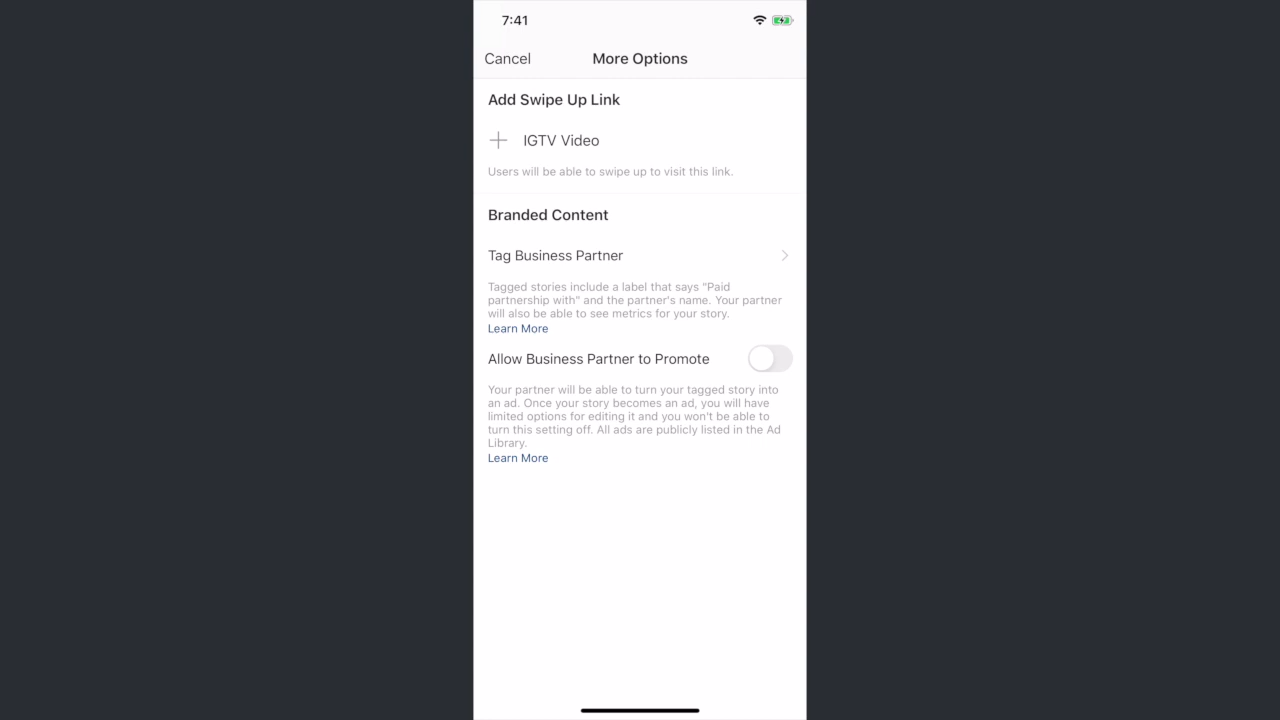 7:41
Cancel
More Options
Add Swipe Up Link
IGTV Video
Users will be able to swipe up to visit this link.
Branded Content
Tag Business Partner
Tagged stories include a label that says "Paid
partnership with" and the partner's name. Your partner
will also be able to see metrics for your story.
Learn More
Allow Business Partner to Promote
Your partner will be able to turn your tagged story into
an ad. Once your story becomes an ad, you will have
limited options for editing it and you won't be able to
turn this setting off. All ads are publicly listed in the Ad
Library.
Learn More